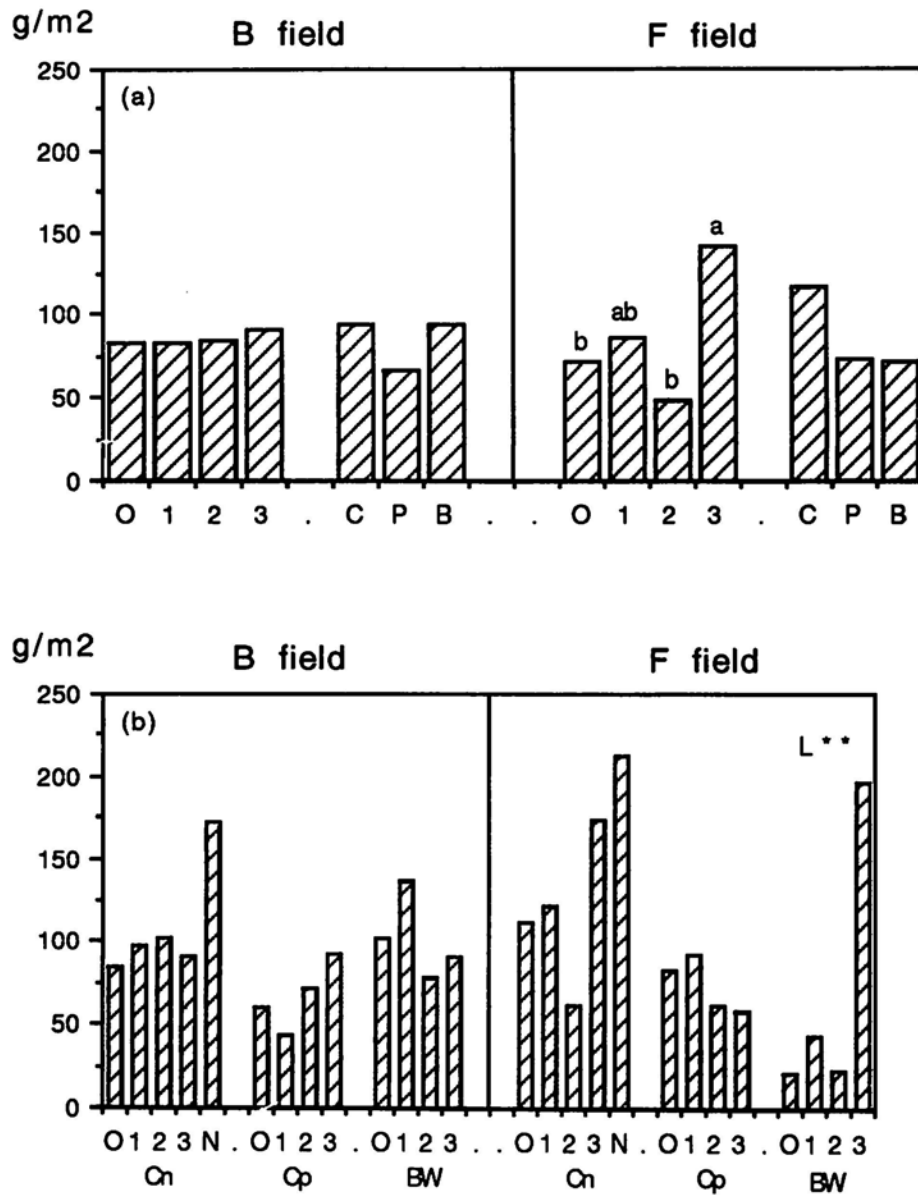 g/m2
B field F field
250
(a)
200
150
a
ab
100
b
b
50
0
O 1 2 3 . C P B . . O 1 2 3 . C P B
g/m2
B field F field
250
(b)
L * *
200
150
100
50
0
O 1 2 3 N . O 1 2 3 . O 1 2 3 . . O 1 2 3 N . O 1 2 3 . O 1 2 3
Cn Cp BW Cn Cp BW